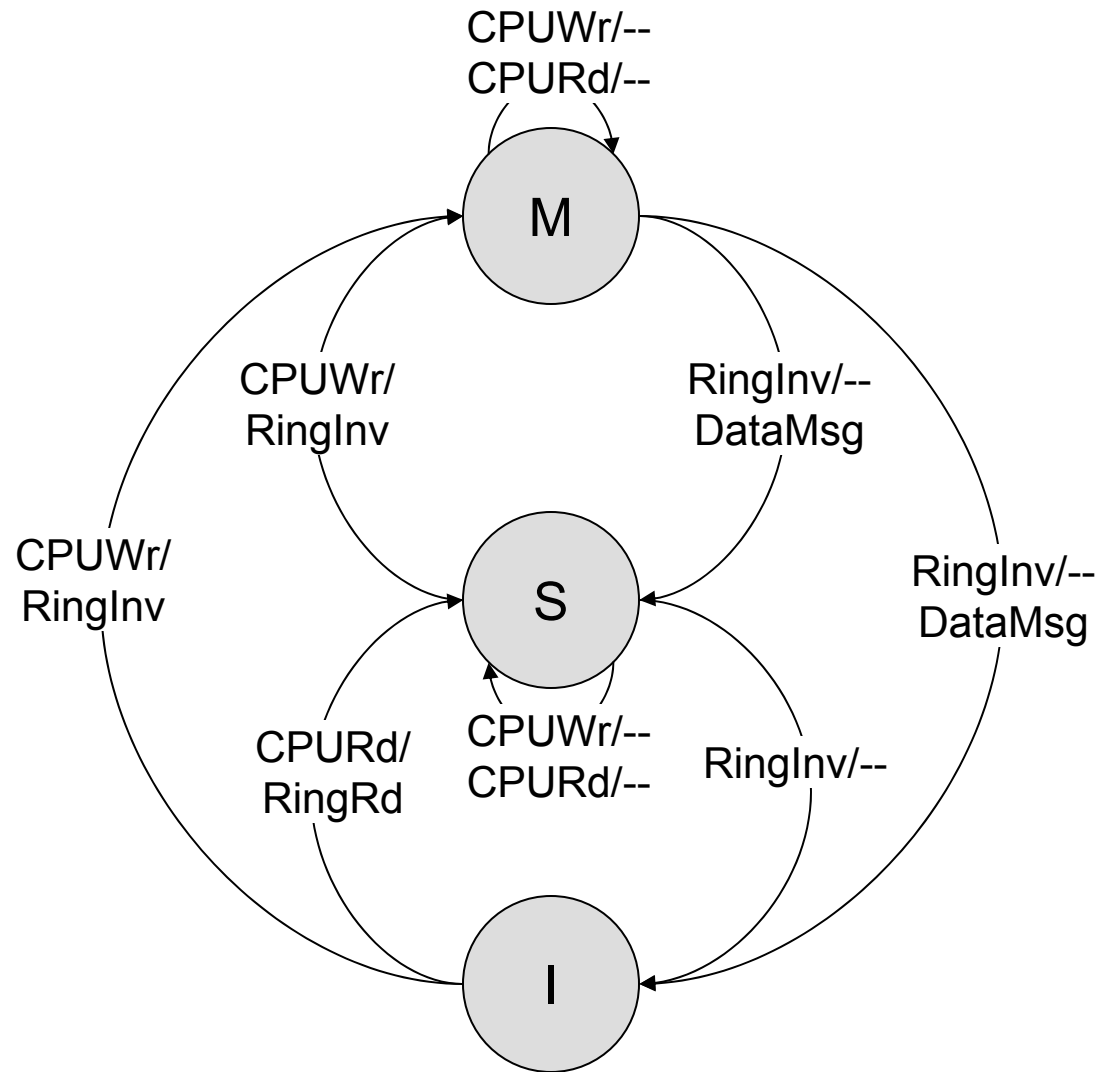 CPUWr/--
CPURd/--
M
CPUWr/
RingInv
RingInv/--
DataMsg
CPUWr/
RingInv
S
RingInv/--
DataMsg
CPURd/
RingRd
CPUWr/--
CPURd/--
RingInv/--
I